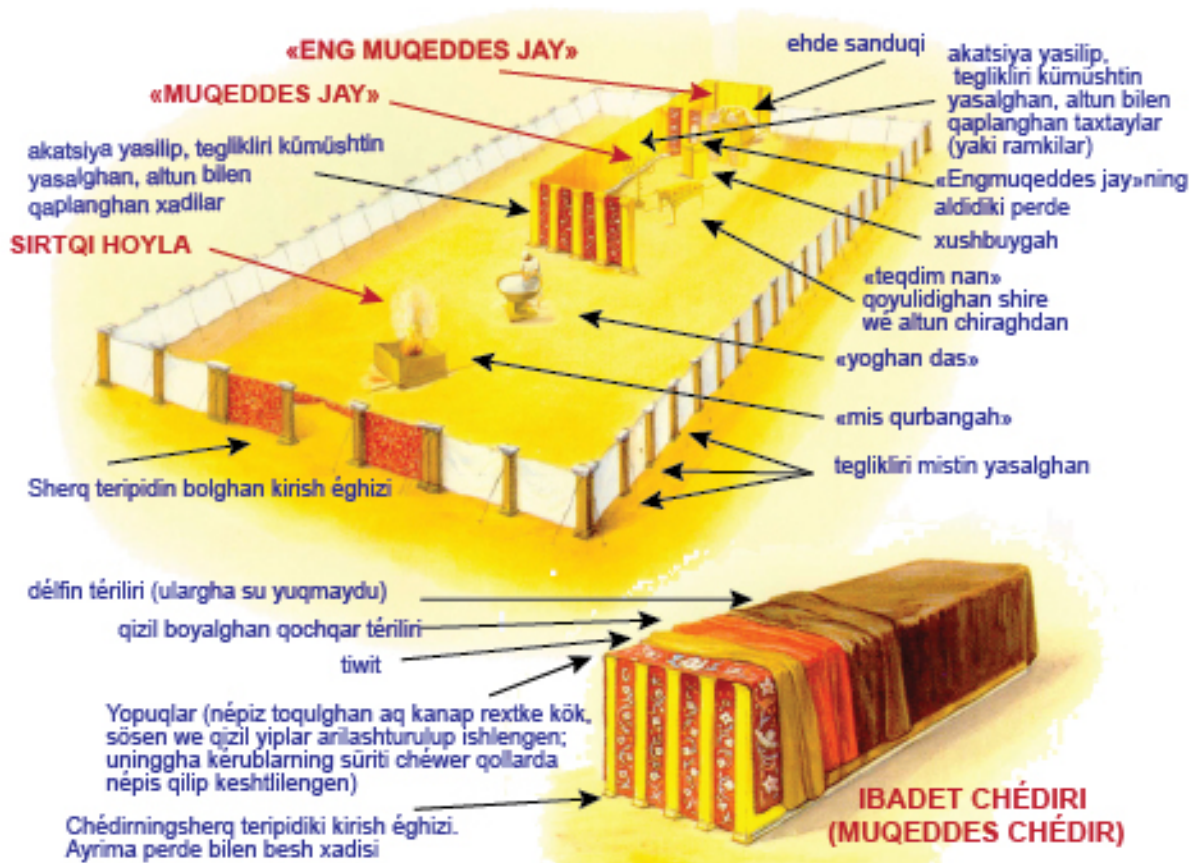 «ENG MUQEDDES JAY»
«MUQEDDES JAY»
akatsiya yasilip, teglikliri kümüshtin
yasalghan, altun bilen
qaplanghan xadilar
SIRTQI HOYLA
ehde sanduqi
akatsiya yasilip,
teglikliri kümüshtin
yasalghan, altun bilen
qaplanghan taxtaylar
(yaki ramkilar)
«Engmuqeddes jay»ning
aldidiki perde
xushbuygah
«teqdim nan»
qoyulidighan shire
wé altun chiraghdan
«yoghan das»
«mis qurbangah»
teglikliri mistin yasalghan
Sherq teripidin bolghan kirish éghizi
délfin tériliri (ulargha su yuqmaydu)
qizil boyalghan qochqar tériliri
tiwit
Yopuqlar (népiz toqulghan aq kanap rextke kök,
sösen we qizil yiplar arilashturulup ishlengen;
uninggha kérublarning süriti chéwer qollarda
népis qilip keshtlilengen)
Chédirningsherq teripidiki kirish éghizi.
Ayrima perde bilen besh xadisi
IBADET CHÉDIRI
(MUQEDDES CHÉDIR)